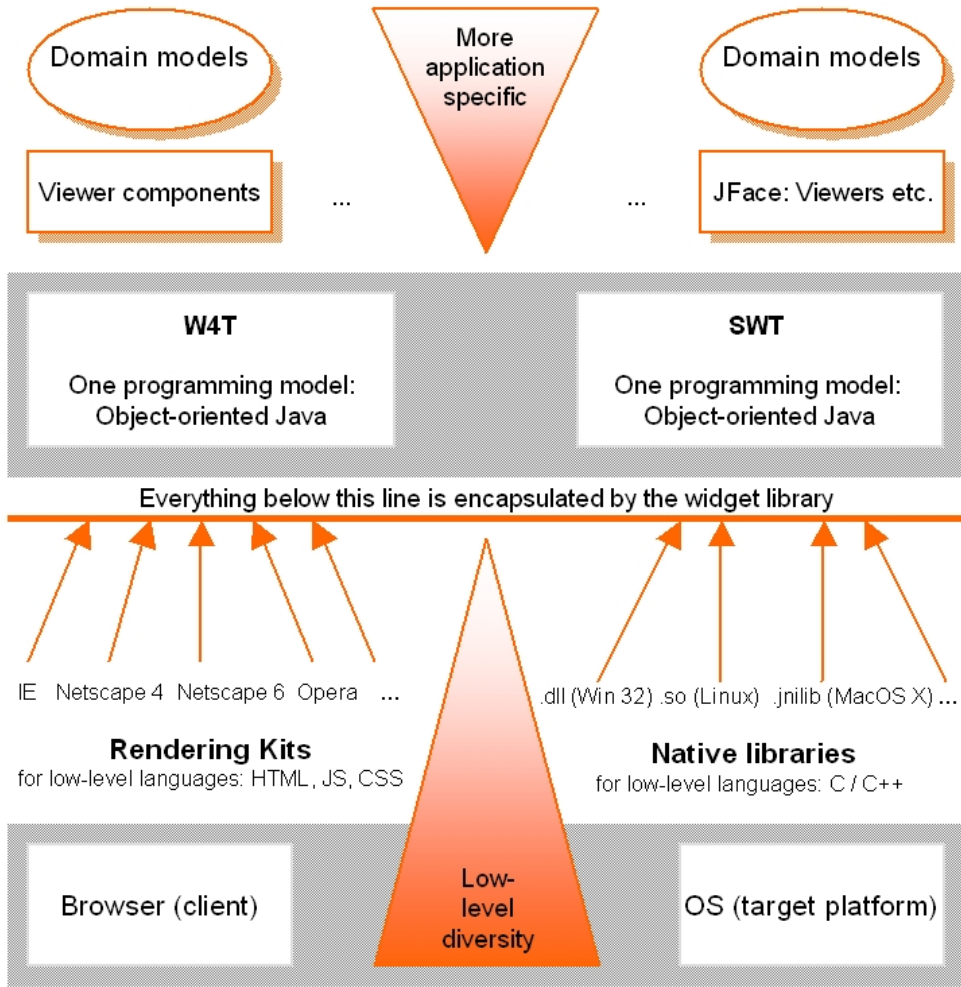 Domain models
More
application
specific
Domain models
Viewer components
...
...
JFace: Viewers etc.
W4T
One programming model:
Object-oriented Java
SWT
One programming model:
Object-oriented Java
Everything below this line is encapsulated by the widget library
IE Netscape 4 Netscape 6 Opera ...
.dll (Win 32) .so (Linux) .jnilib (MacOS X) ...
Rendering Kits
for low-level languages: HTML, JS, CSS
Native libraries
for low-level languages: C / C++
Browser (client)
Low-
level
diversity
OS (target platform)